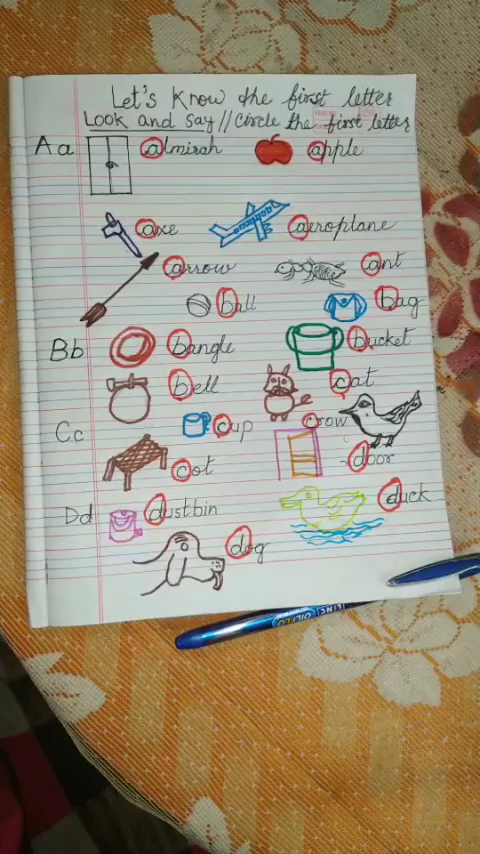 Let's Know the first letter
Look and Say // Circle the first letter
Aa almirah apple
axe aeroplane
arrow ant
ball bag
Bb bangle bucket
bell cat
Cc cup crow
cot door
Dd dustbin duck
dog